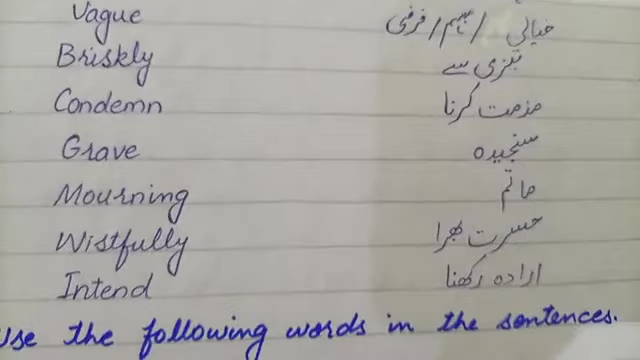 Vague خیالی / مبہم / فرضی
Briskly تیزی سے
Condemn مذمت کرنا
Grave سنجیدہ
Mourning ماتم
Wistfully حسرت بھرا
Intend ارادہ رکھنا
Use the following words in the sentences.